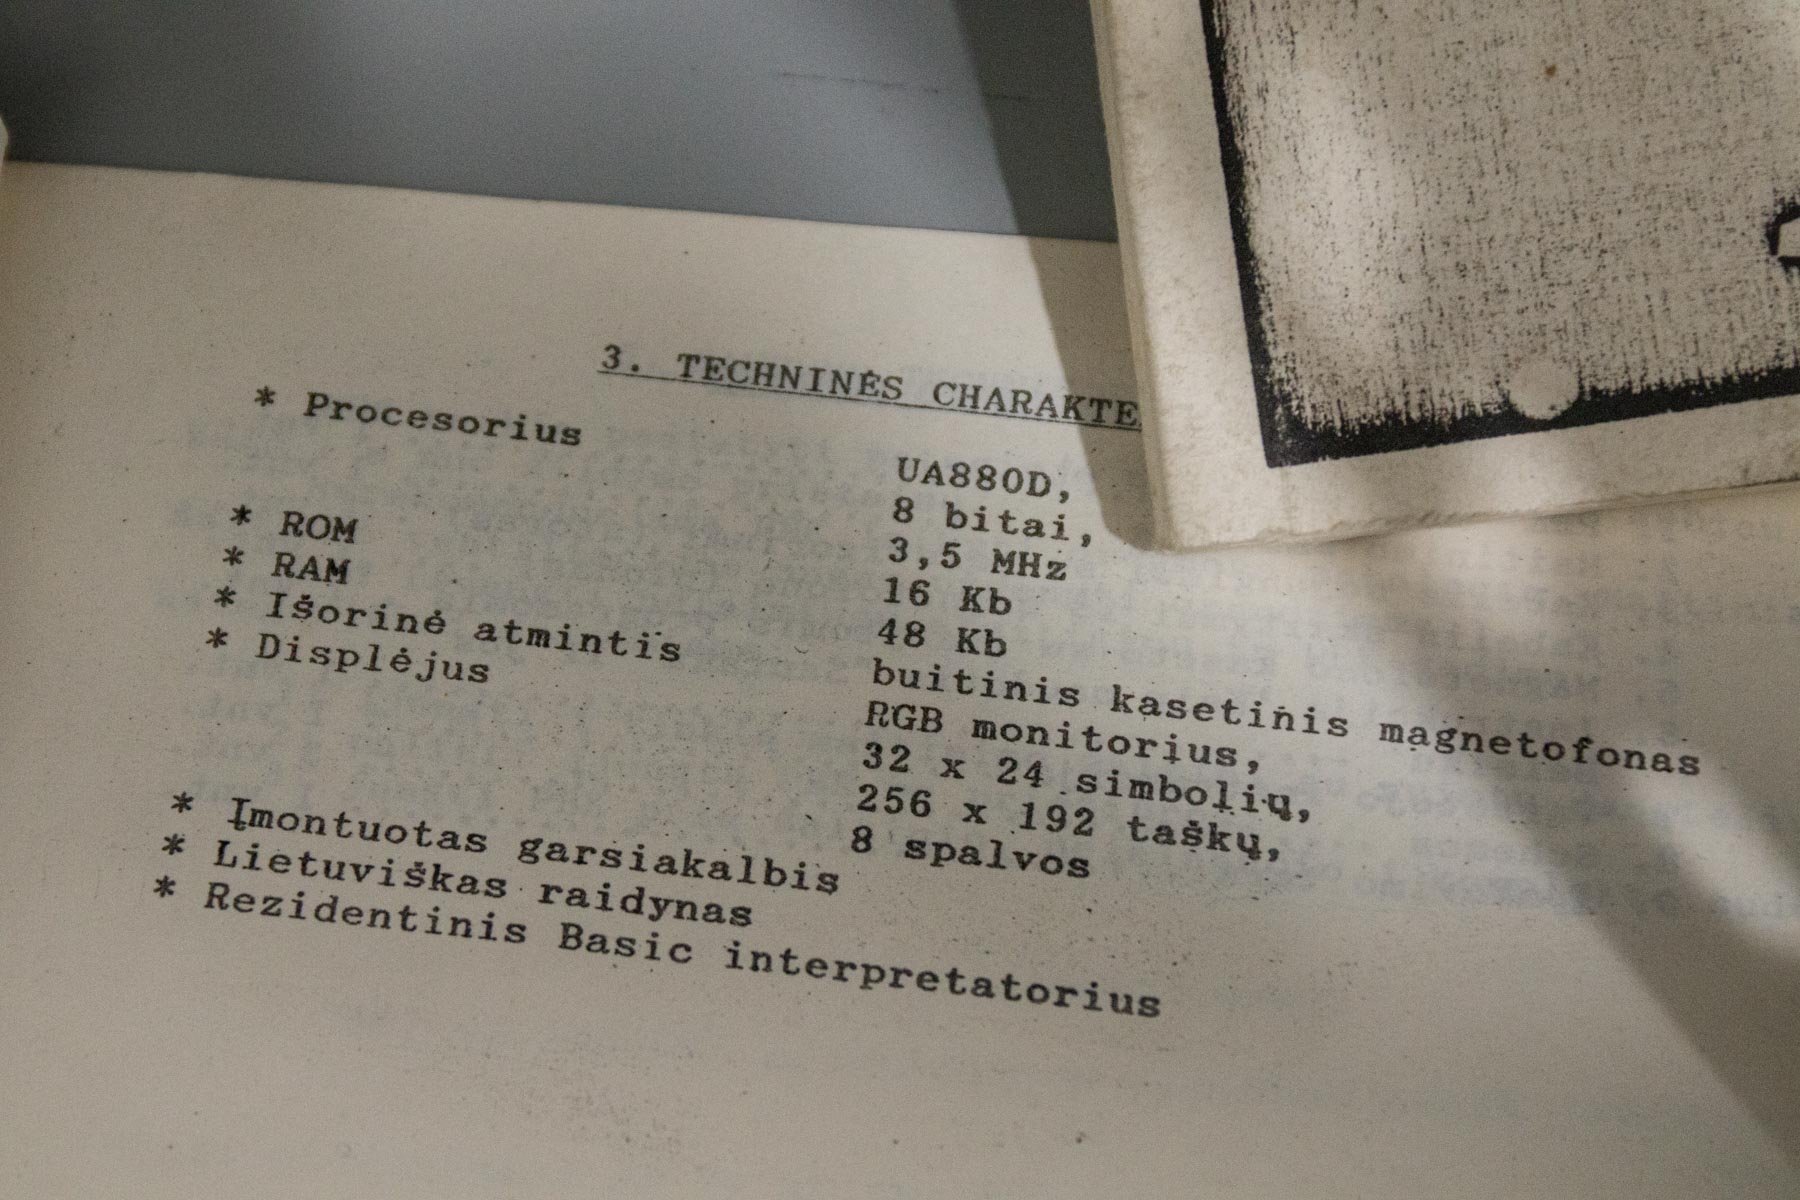 3. TECHNINĖS CHARAKTE
* Procesorius UA880D,
8 bitai,
3,5 MHz
* ROM 16 Kb
* RAM 48 Kb
* Išorinė atmintis buitinis kasetinis magnetofonas
* Displėjus RGB monitorius,
32 x 24 simbolių,
256 x 192 taškų,
8 spalvos
* Įmontuotas garsiakalbis
* Lietuviškas raidynas
* Rezidentinis Basic interpretatorius